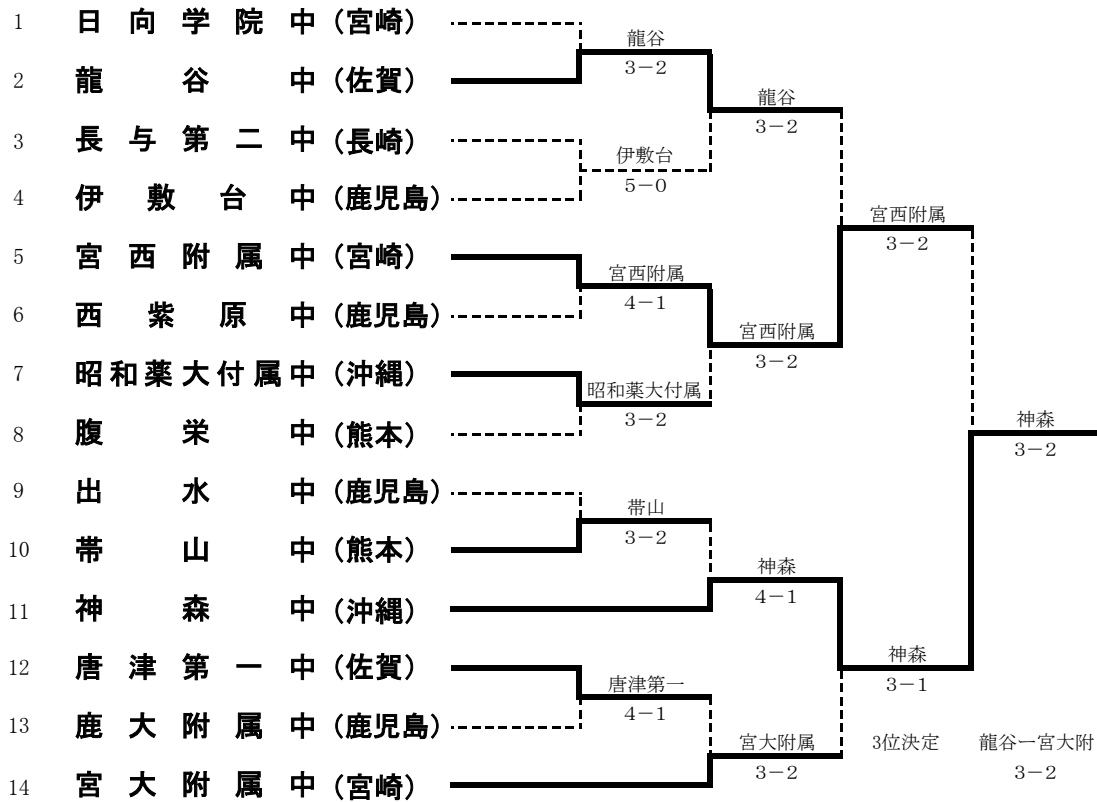 1 日向学院中（宮崎）
龍谷
3－2
2 龍谷中（佐賀）
龍谷
3－2
3 長与第二中（長崎）
伊敷台
5－0
4 伊敷台中（鹿児島）
宮西附属
3－2
5 宮西附属中（宮崎）
宮西附属
4－1
6 西紫原中（鹿児島）
宮西附属
3－2
7 昭和薬大付属中（沖縄）
昭和薬大付属
3－2
8 腹栄中（熊本）
神森
3－2
9 出水中（鹿児島）
帯山
3－2
10 帯山中（熊本）
神森
4－1
11 神森中（沖縄）
神森
3－1
12 唐津第一中（佐賀）
唐津第一
4－1
13 鹿大附属中（鹿児島）
宮大附属
3－2
3位決定 龍谷ー宮大附
3－2
14 宮大附属中（宮崎）